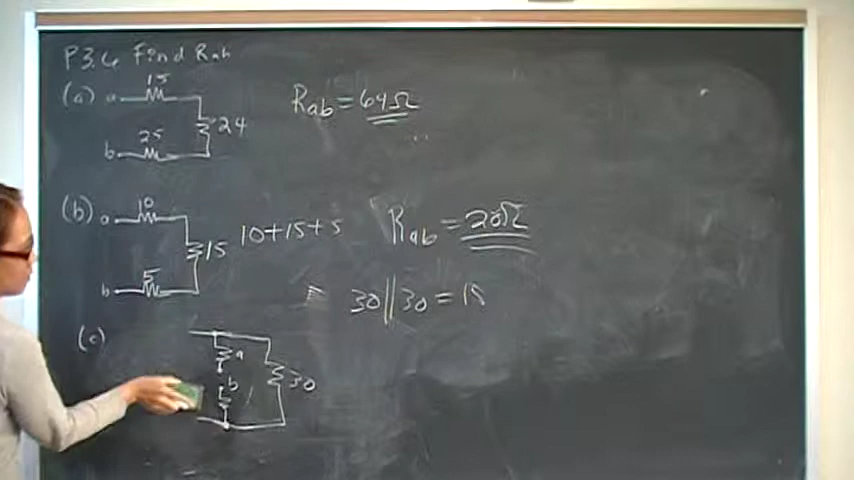 P3.6 Find Rab
(a) a 15
24
b 25
Rab = 64Ω
(b) a 10
15
b 5
10+15+5
Rab = 20Ω
30||30 = 15
(c)
a
b
30